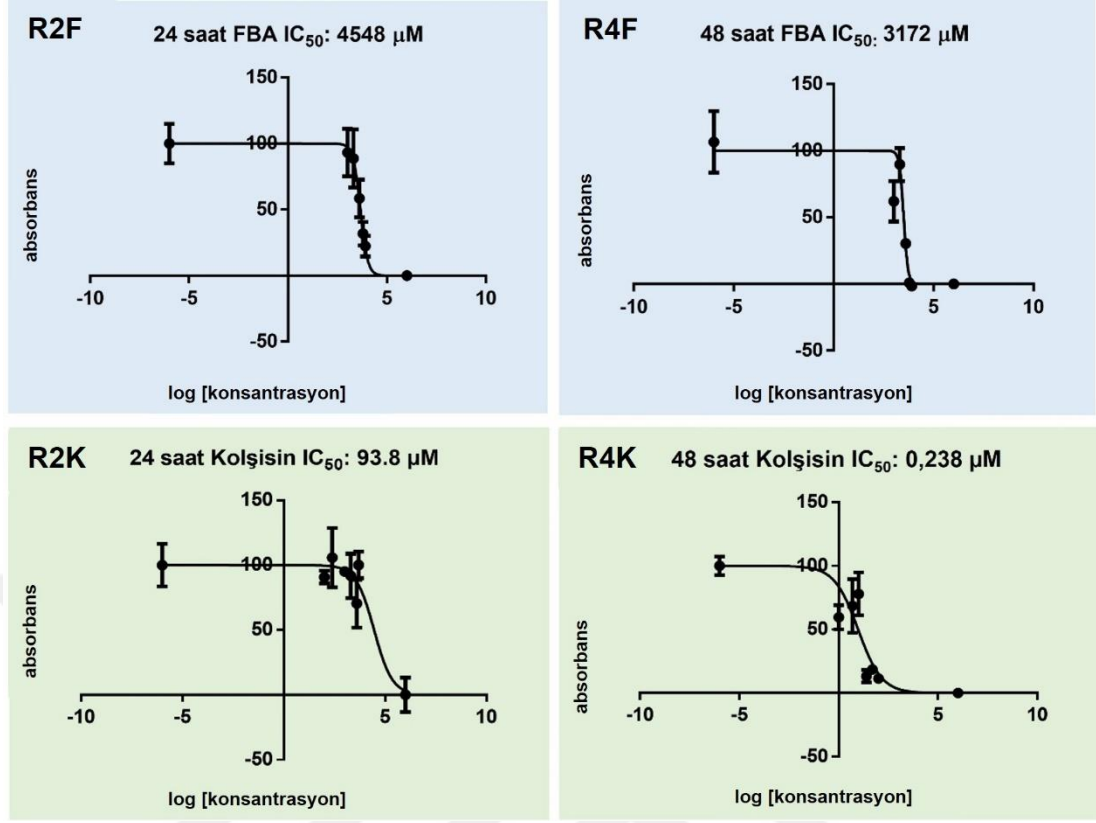 R2F
24 saat FBA IC50: 4548 µM
150
100
50
-50
-10
-5
5
10
absorbans
log [konsantrasyon]
R4F
48 saat FBA IC50: 3172 µM
150
100
50
-50
-10
-5
5
10
absorbans
log [konsantrasyon]
R2K
24 saat Kolşisin IC50: 93.8 µM
150
100
50
-50
-10
-5
5
10
absorbans
log [konsantrasyon]
R4K
48 saat Kolşisin IC50: 0,238 µM
150
100
50
-50
-10
-5
5
10
absorbans
log [konsantrasyon]